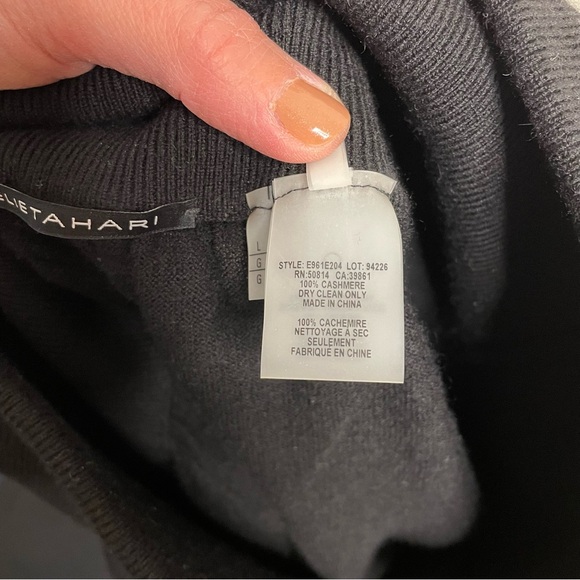 ELIETAHARI
L
G
G
STYLE: E961E204 LOT: 94226
RN:50814 CA:39861
100% CASHMERE
DRY CLEAN ONLY
MADE IN CHINA
100% CACHEMIRE
NETTOYAGE A SEC
SEULEMENT
FABRIQUE EN CHINE